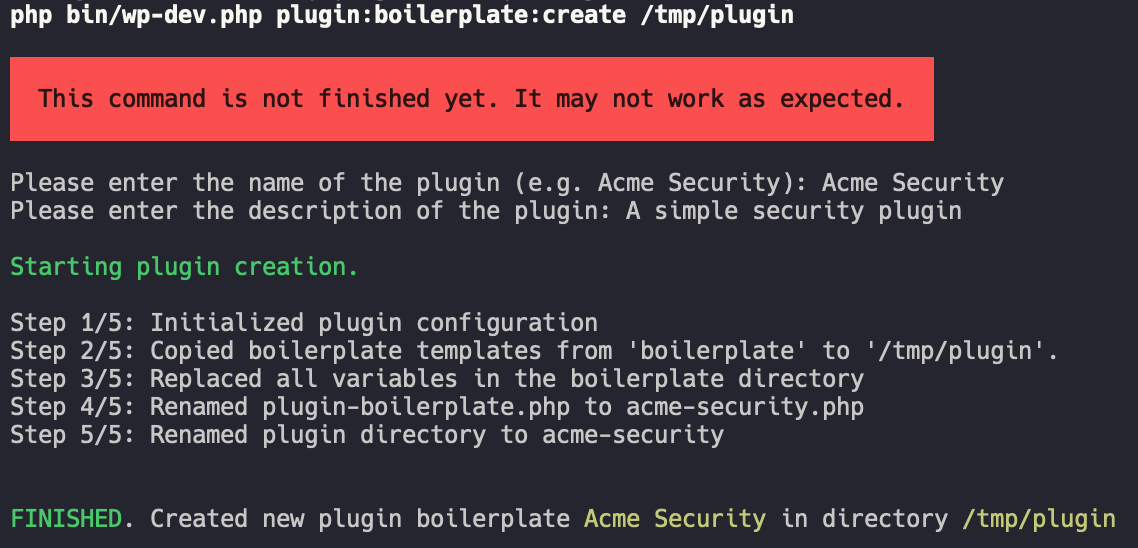 php bin/wp-dev.php plugin:boilerplate:create /tmp/plugin
This command is not finished yet. It may not work as expected.
Please enter the name of the plugin (e.g. Acme Security): Acme Security
Please enter the description of the plugin: A simple security plugin
Starting plugin creation.
Step 1/5: Initialized plugin configuration
Step 2/5: Copied boilerplate templates from 'boilerplate' to '/tmp/plugin'.
Step 3/5: Replaced all variables in the boilerplate directory
Step 4/5: Renamed plugin-boilerplate.php to acme-security.php
Step 5/5: Renamed plugin directory to acme-security
FINISHED. Created new plugin boilerplate Acme Security in directory /tmp/plugin